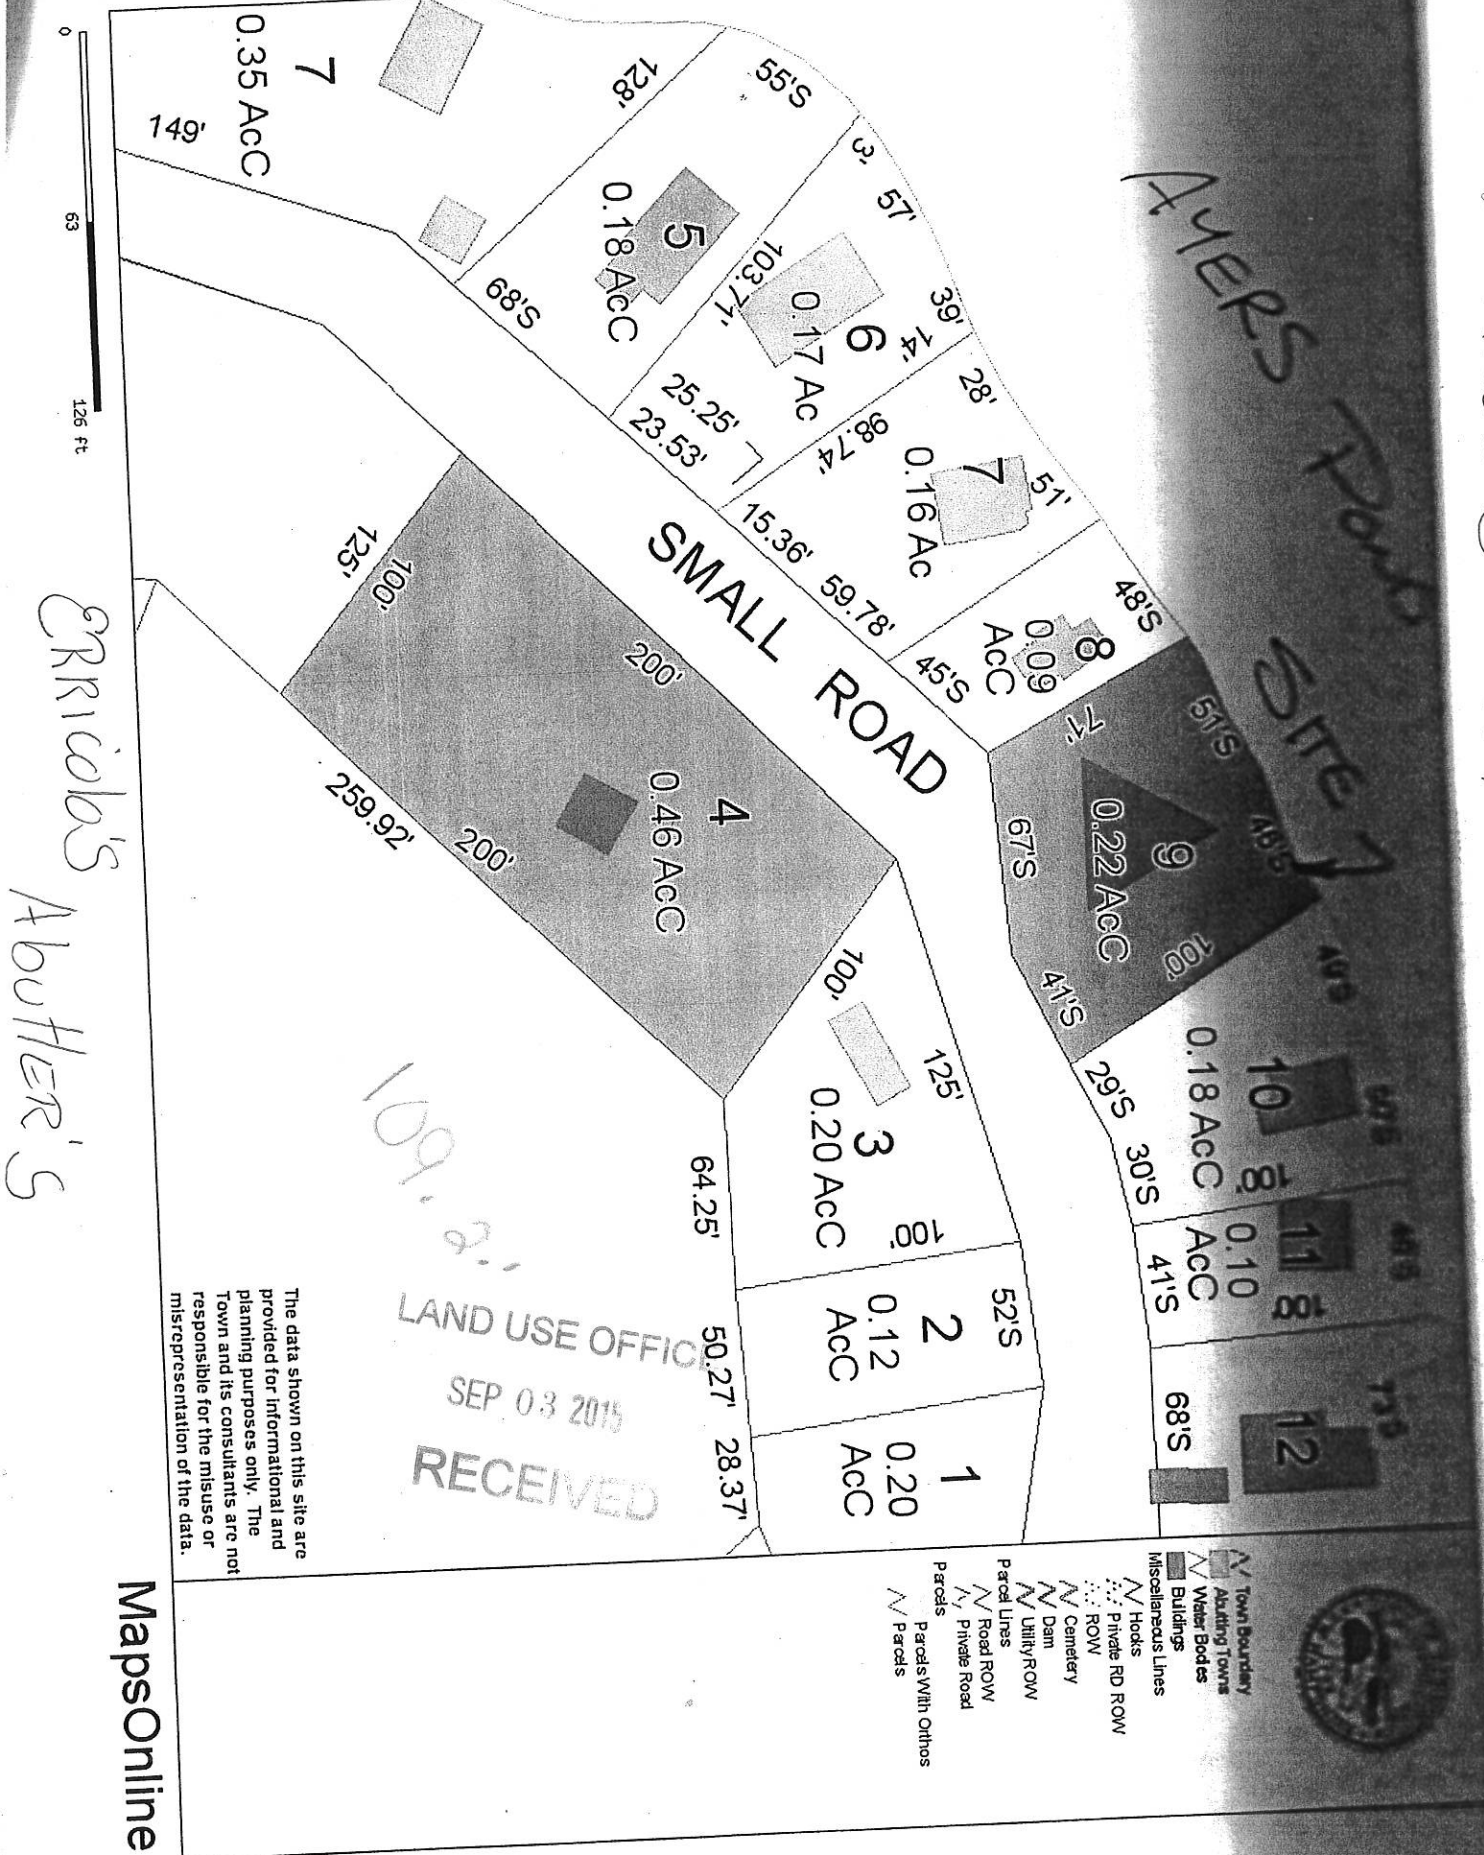 AYERS Pond
SITE
7
0.35 AcC
149'
128'
55'S
5
0.18 AcC
68'S
3'
57'
39'
14'
103.71'
6
0.17 Ac
25.25'
23.53'
28'
51'
98.74'
7
0.16 Ac
15.36'
59.78'
48'S
8
0.09
AcC
45'S
71'
51'S
48'S
9
0.22 AcC
67'S
100'
41'S
SMALL ROAD
125'
100'
200'
4
0.46 AcC
259.92'
200'
100'
125'
3
0.20 AcC
64.25'
52'S
2
0.12
AcC
50.27'
1
0.20
AcC
28.37'
29'S
30'S
10
0.18 AcC
11
0.10
AcC
41'S
12
68'S
0 63 126 ft
ERRICOLA'S
AbuttER'S
LAND USE OFFIC
SEP 03 2015
RECEIVED
The data shown on this site are
provided for informational and
planning purposes only. The
Town and its consultants are not
responsible for the misuse or
misrepresentation of the data.
Town Boundary
Abutting Towns
Water Bodies
Buildings
Miscellaneous Lines
Hooks
Private RD ROW
ROW
Cemetery
Dam
Utility ROW
Parcel Lines
Road ROW
Private Road
Parcels
Parcels With Orthos
Parcels
MapsOnline